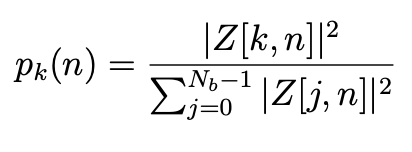 p_k(n) = \frac{|Z[k, n]|^2}{\sum_{j=0}^{N_b-1} |Z[j, n]|^2}